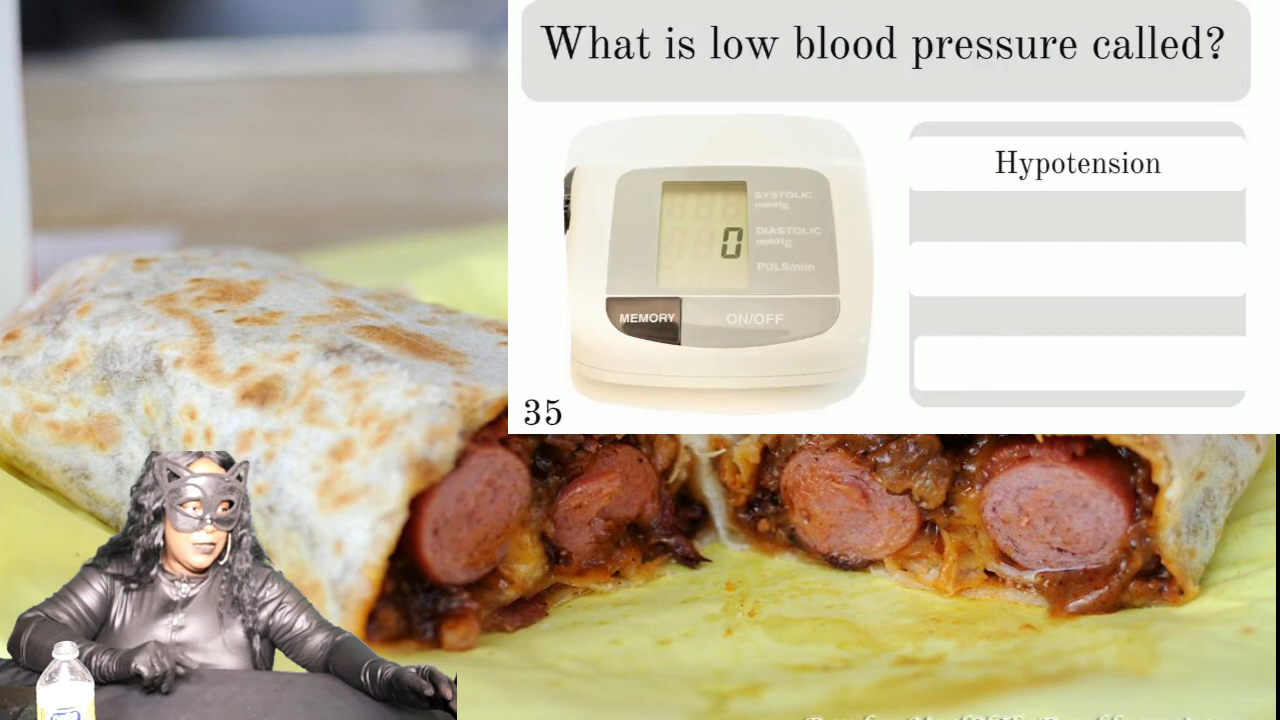 What is low blood pressure called?
Hypotension
SYSTOLIC
mmHg
0
DIASTOLIC
mmHg
PULS/min
MEMORY
ON/OFF
35